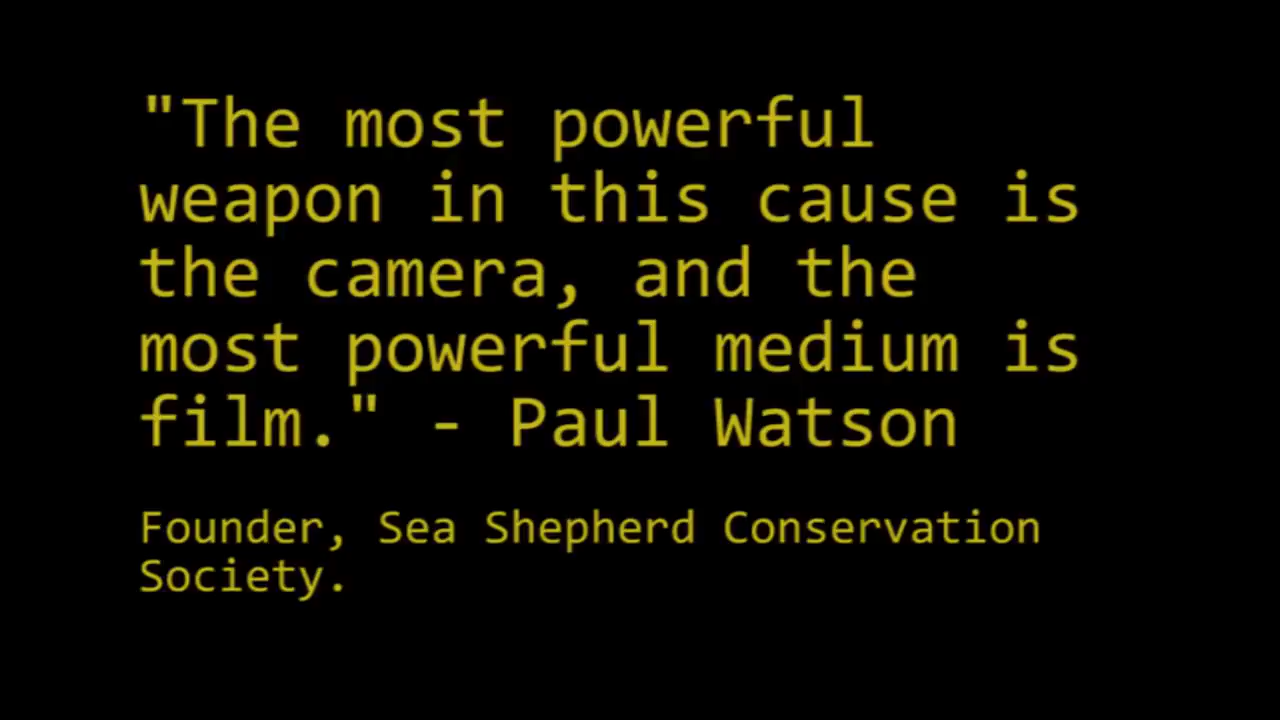 "The most powerful
weapon in this cause is
the camera, and the
most powerful medium is
film." - Paul Watson
Founder, Sea Shepherd Conservation
Society.